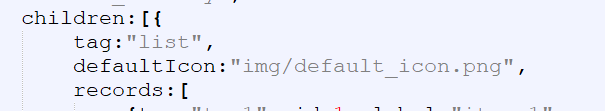 children:[{
tag:"list",
defaultIcon:"img/default_icon.png",
records:[